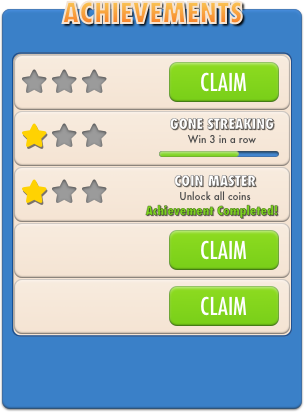 ACHIEVEMENTS
CLAIM
GONE STREAKING
Win 3 in a row
COIN MASTER
Unlock all coins
Achievement Completed!
CLAIM
CLAIM